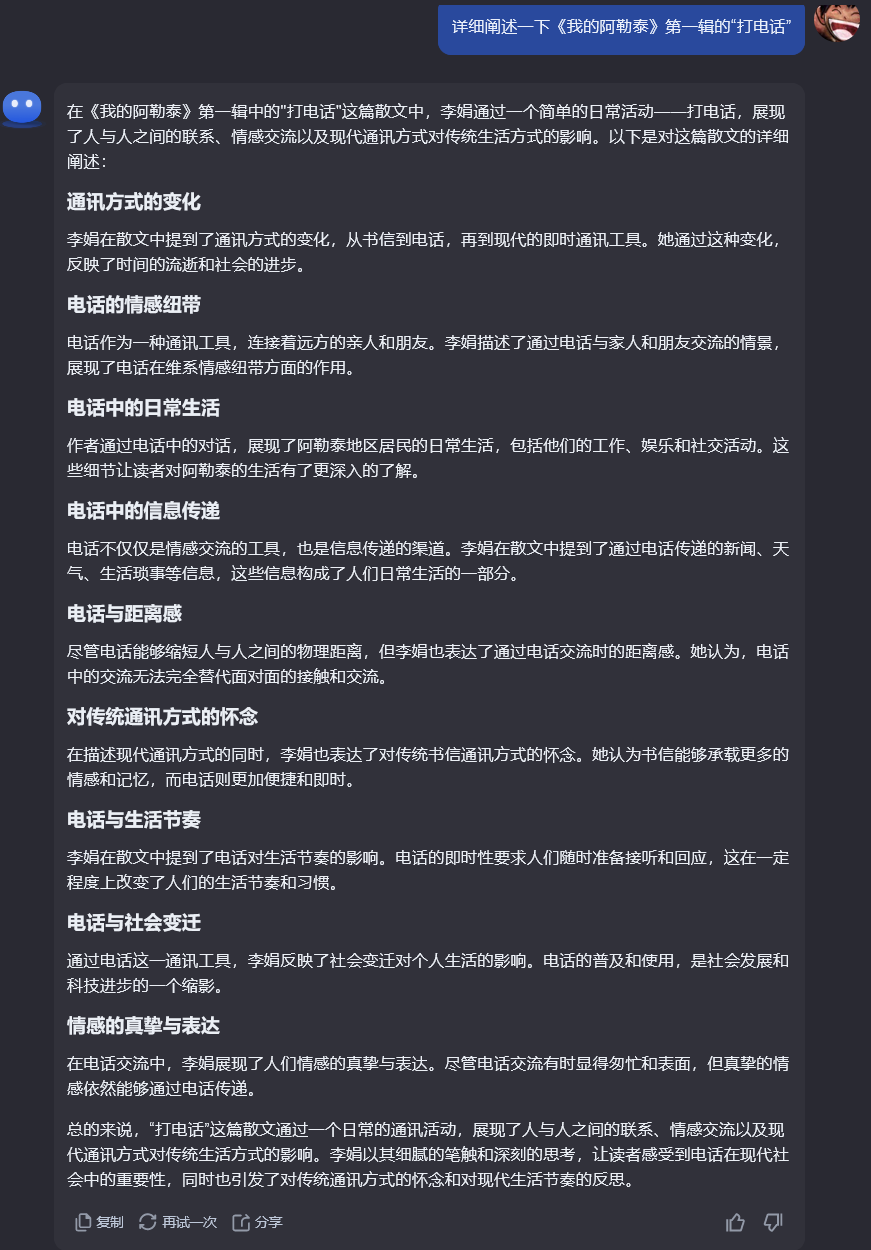 详细阐述一下《我的阿勒泰》第一辑的“打电话”
在《我的阿勒泰》第一辑中的"打电话"这篇散文中，李娟通过一个简单的日常活动——打电话，展现
了人与人之间的联系、情感交流以及现代通讯方式对传统生活方式的影响。以下是对这篇散文的详细
阐述：
通讯方式的变化
李娟在散文中提到了通讯方式的变化，从书信到电话，再到现代的即时通讯工具。她通过这种变化，
反映了时间的流逝和社会的进步。
电话的情感纽带
电话作为一种通讯工具，连接着远方的亲人和朋友。李娟描述了通过电话与家人和朋友交流的情景，
展现了电话在维系情感纽带方面的作用。
电话中的日常生活
作者通过电话中的对话，展现了阿勒泰地区居民的日常生活，包括他们的工作、娱乐和社交活动。这
些细节让读者对阿勒泰的生活有了更深入的了解。
电话中的信息传递
电话不仅仅是情感交流的工具，也是信息传递的渠道。李娟在散文中提到了通过电话传递的新闻、天
气、生活琐事等信息，这些信息构成了人们日常生活的一部分。
电话与距离感
尽管电话能够缩短人与人之间的物理距离，但李娟也表达了通过电话交流时的距离感。她认为，电话
中的交流无法完全替代面对面的接触和交流。
对传统通讯方式的怀念
在描述现代通讯方式的同时，李娟也表达了对传统书信通讯方式的怀念。她认为书信能够承载更多的
情感和记忆，而电话则更加便捷和即时。
电话与生活节奏
李娟在散文中提到了电话对生活节奏的影响。电话的即时性要求人们随时准备接听和回应，这在一定
程度上改变了人们的生活节奏和习惯。
电话与社会变迁
通过电话这一通讯工具，李娟反映了社会变迁对个人生活的影响。电话的普及和使用，是社会发展和
科技进步的一个缩影。
情感的真挚与表达
在电话交流中，李娟展现了人们情感的真挚与表达。尽管电话交流有时显得匆忙和表面，但真挚的情
感依然能够通过电话传递。
总的来说，“打电话”这篇散文通过一个日常的通讯活动，展现了人与人之间的联系、情感交流以及现
代通讯方式对传统生活方式的影响。李娟以其细腻的笔触和深刻的思考，让读者感受到电话在现代社
会中的重要性，同时也引发了对传统通讯方式的怀念和对现代生活节奏的反思。
复制 再试一次 分享